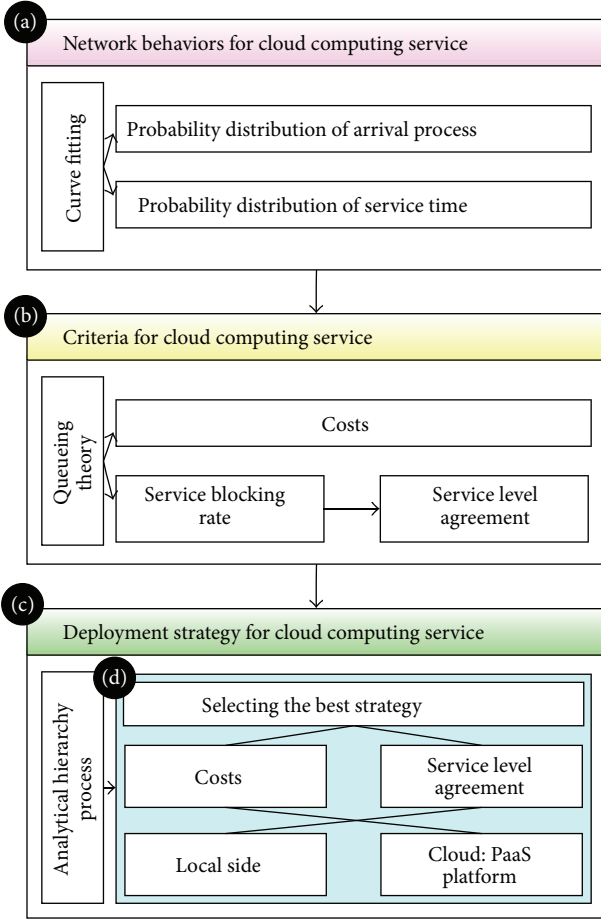 (a)
Network behaviors for cloud computing service
Curve fitting
Probability distribution of arrival process
Probability distribution of service time
(b)
Criteria for cloud computing service
Queueing
theory
Costs
Service blocking
rate
Service level
agreement
(c)
Deployment strategy for cloud computing service
Analytical hierarchy
process
(d)
Selecting the best strategy
Costs
Service level
agreement
Local side
Cloud: PaaS
platform